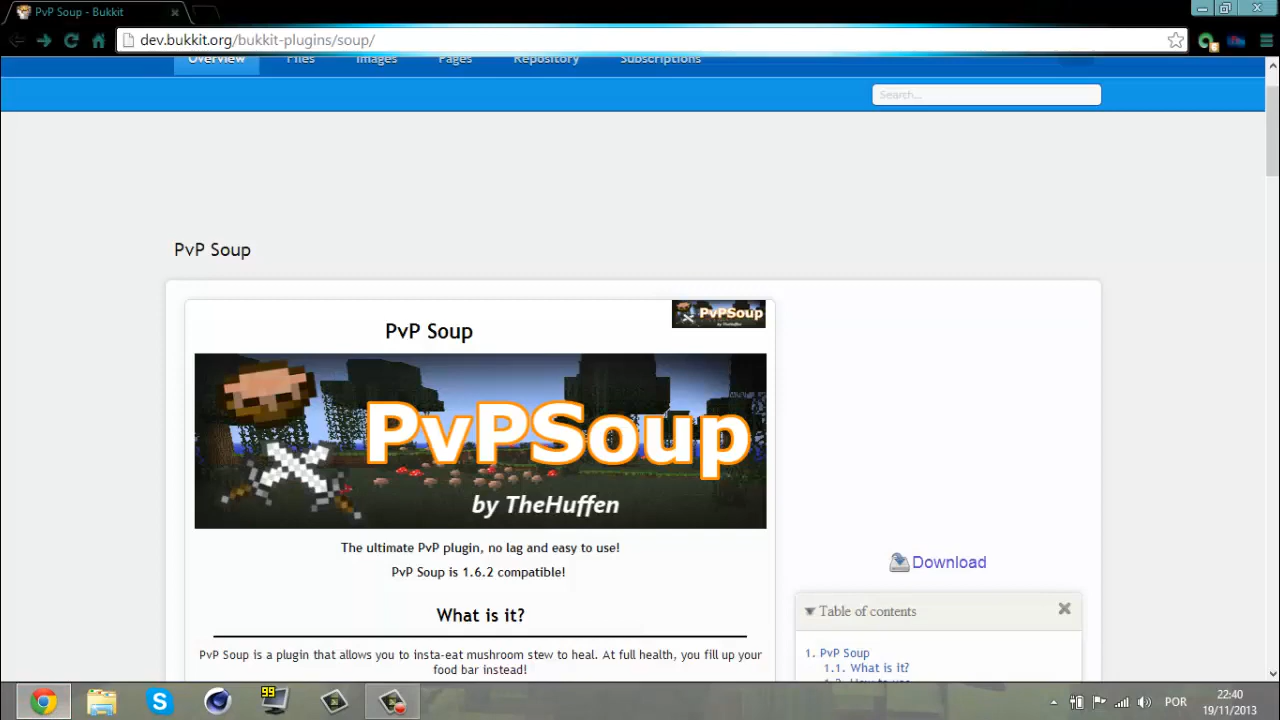 PvP Soup - Bukkit
dev.bukkit.org/bukkit-plugins/soup/
Overview Files Images Pages Repository Subscriptions
Search...
PvP Soup
PvP Soup
PvPSoup
PvPSoup
by TheHuffen
The ultimate PvP plugin, no lag and easy to use!
PvP Soup is 1.6.2 compatible!
Download
What is it?
Table of contents
PvP Soup is a plugin that allows you to insta-eat mushroom stew to heal. At full health, you fill up your
food bar instead!
1. PvP Soup
1.1. What is it?
99
POR
22:40
19/11/2013